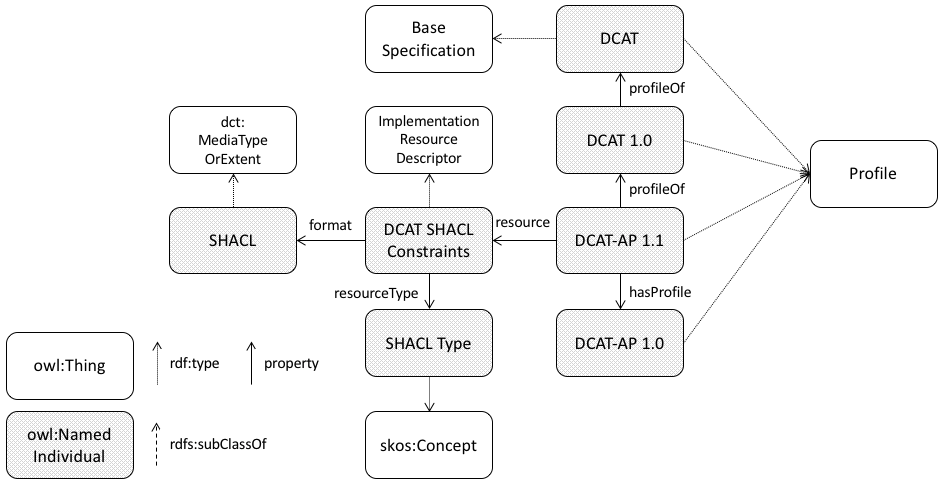 Base
Specification
DCAT
profileOf
dct:
MediaType
OrExtent
Implementation
Resource
Descriptor
DCAT 1.0
Profile
profileOf
SHACL
format
DCAT SHACL
Constraints
resource
DCAT-AP 1.1
resourceType
hasProfile
SHACL Type
DCAT-AP 1.0
owl:Thing
rdf:type
property
owl:Named
Individual
rdfs:subClassOf
skos:Concept